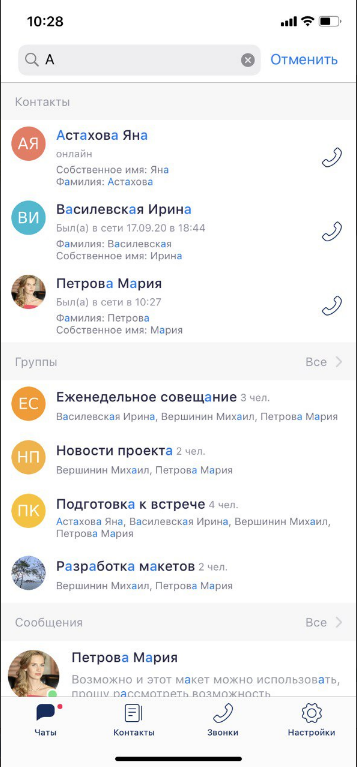 10:28
А
Отменить
Контакты
АЯ
Астахова Яна
онлайн
Собственное имя: Яна
Фамилия: Астахова
ВИ
Василевская Ирина
Был(а) в сети 17.09.20 в 18:44
Фамилия: Василевская
Собственное имя: Ирина
Петрова Мария
Был(а) в сети в 10:27
Фамилия: Петрова
Собственное имя: Мария
Группы
Все
ЕС
Еженедельное совещание 3 чел.
Василевская Ирина, Вершинин Михаил, Петрова Мария
НП
Новости проекта 2 чел.
Вершинин Михаил, Петрова Мария
ПК
Подготовка к встрече 4 чел.
Астахова Яна, Василевская Ирина, Вершинин Михаил,
Петрова Мария
Разработка макетов 2 чел.
Вершинин Михаил, Петрова Мария
Сообщения
Все
Петрова Мария
Возможно и этот макет можно использовать,
прошу рассмотреть возможность
Чаты
Контакты
Звонки
Настройки